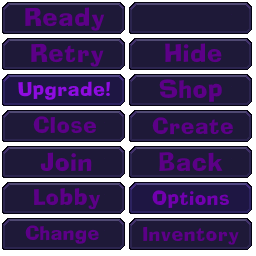 Ready
Retry Hide
Upgrade! Shop
Close Create
Join Back
Lobby Options
Change Inventory